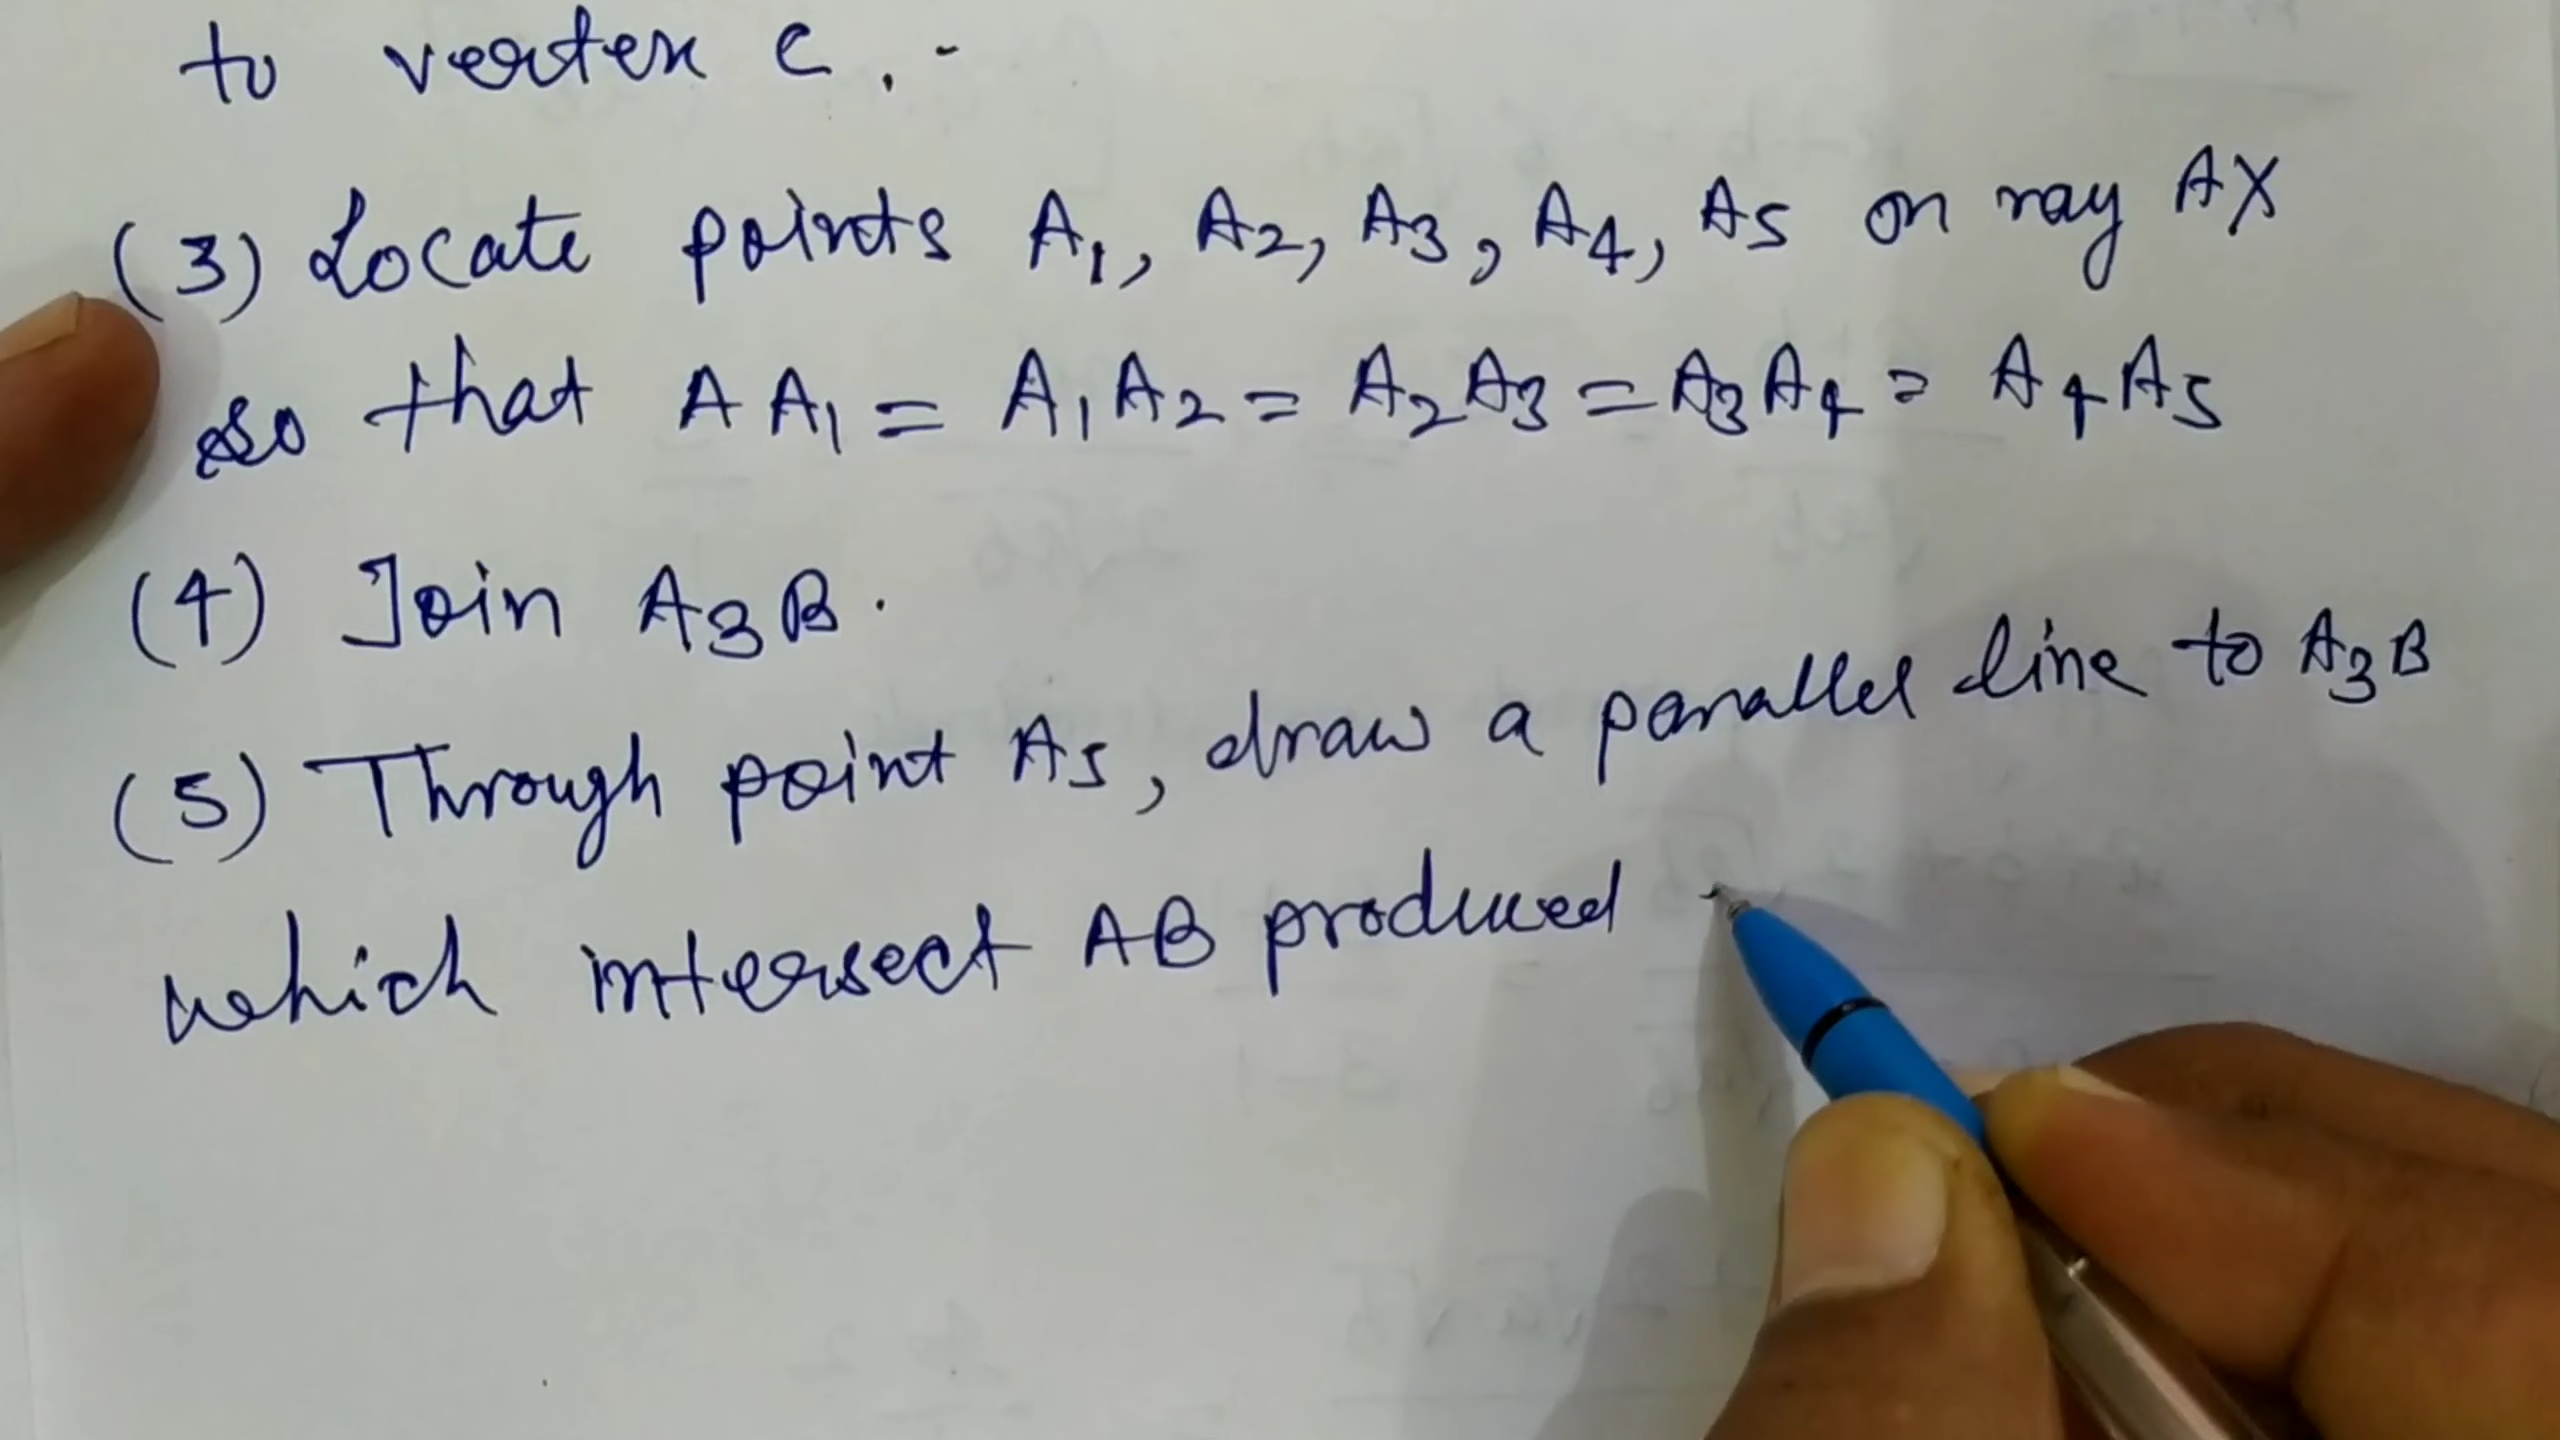 to vertex C.
(3) Locate points A1, A2, A3, A4, A5 on ray AX
so that AA1 = A1A2 = A2A3 = A3A4 = A4A5
(4) Join A3B.
(5) Through point A5, draw a parallel line to A3B
which intersect AB produced